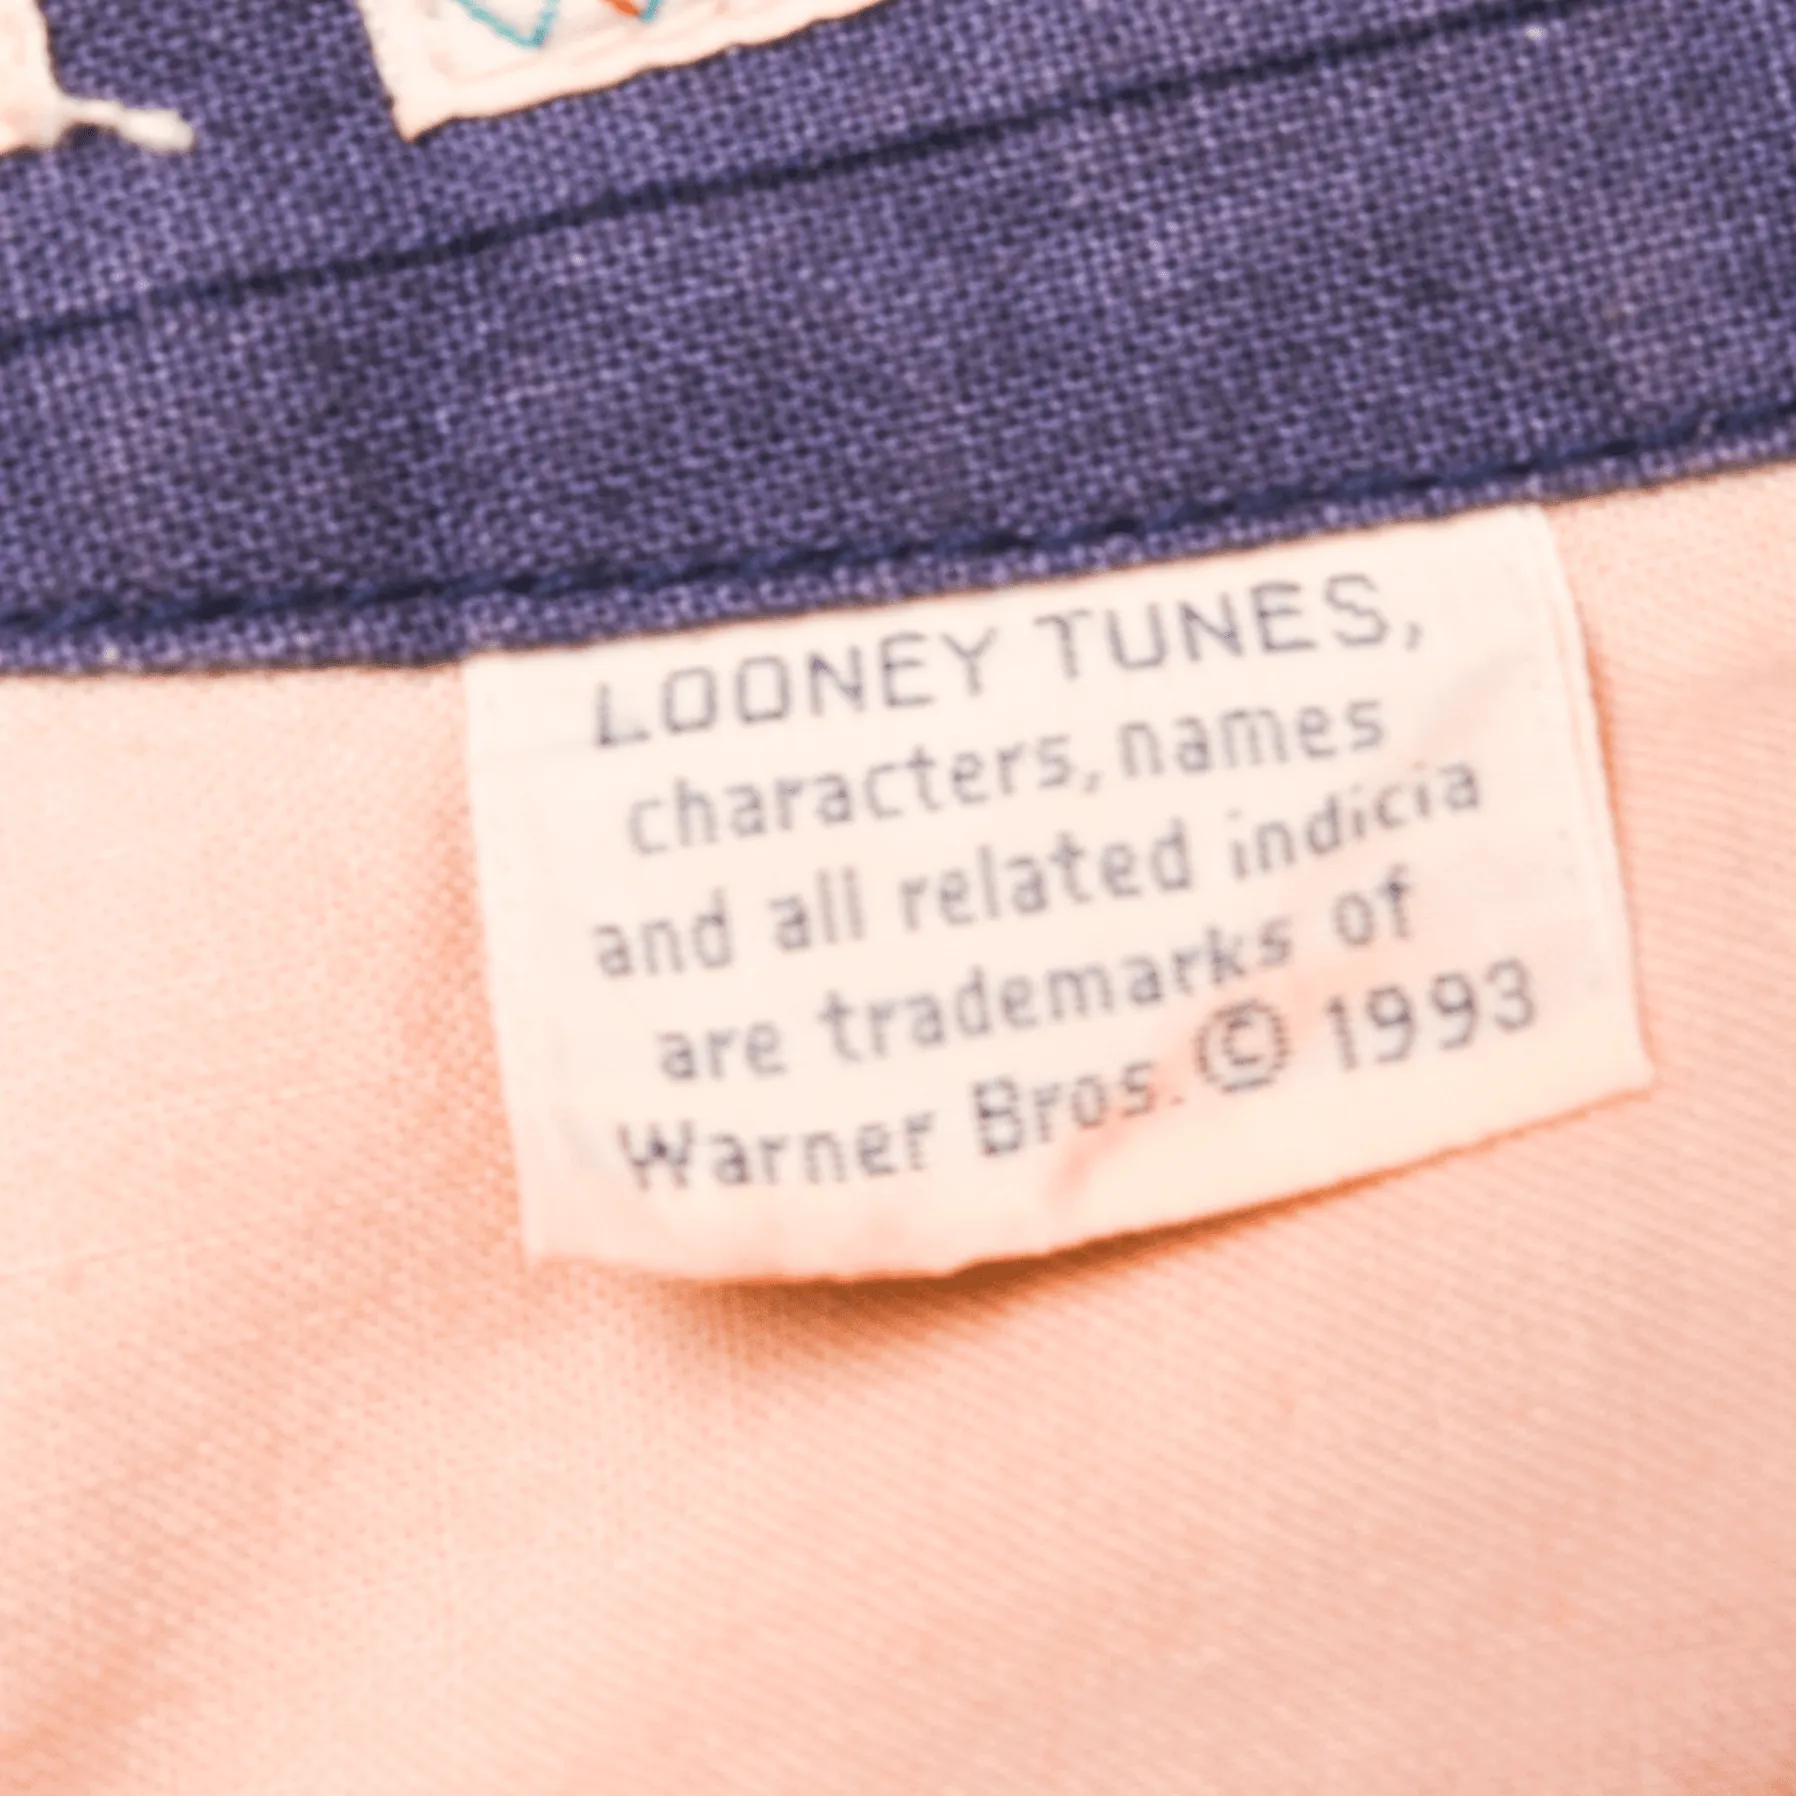 LOONEY TUNES,
characters, names
and all related indicia
are trademarks of
Warner Bros. © 1993